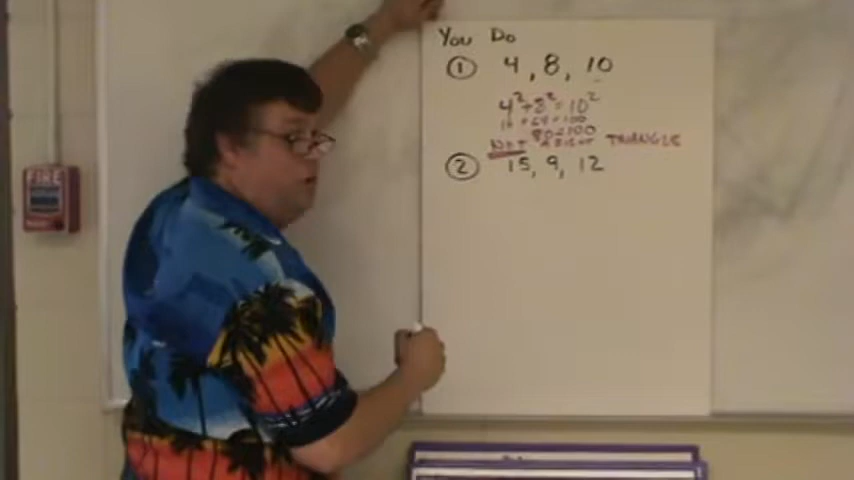 FIRE
You Do
① 4, 8, 10
4² + 8² = 10²
16 + 64 = 100
80 < 100
NOT A RIGHT TRIANGLE
② 15, 9, 12